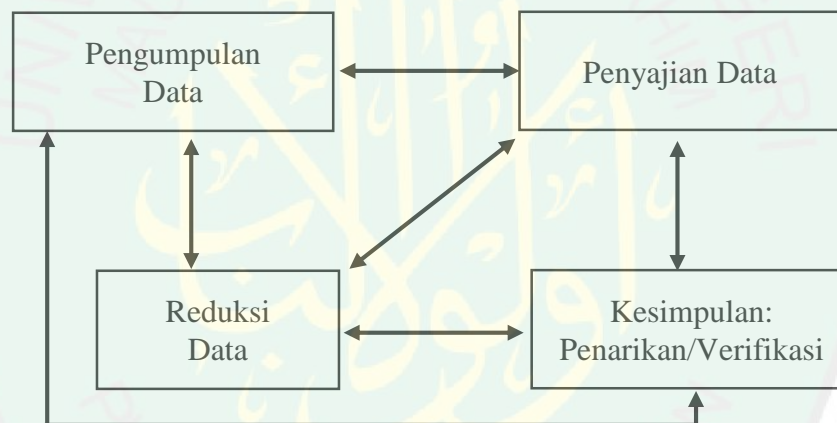 Pengumpulan
Data
Penyajian Data
Reduksi
Data
Kesimpulan:
Penarikan/Verifikasi